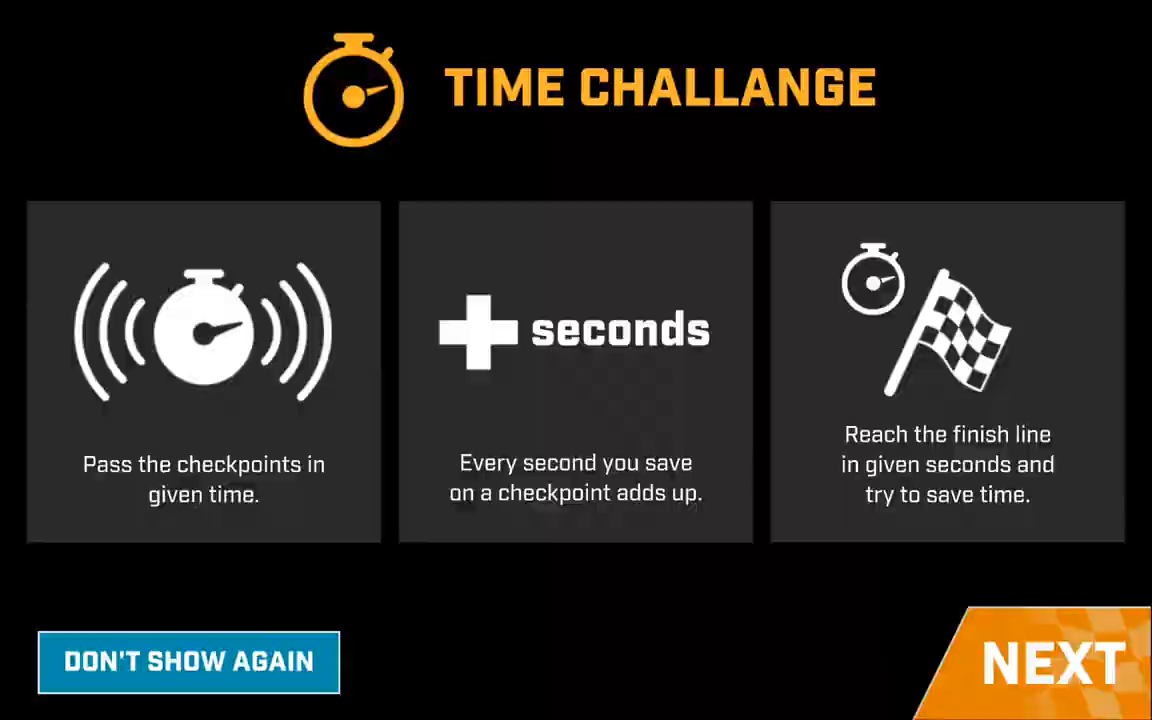 TIME CHALLANGE
seconds
Pass the checkpoints in
given time.
Every second you save
on a checkpoint adds up.
Reach the finish line
in given seconds and
try to save time.
DON'T SHOW AGAIN
NEXT